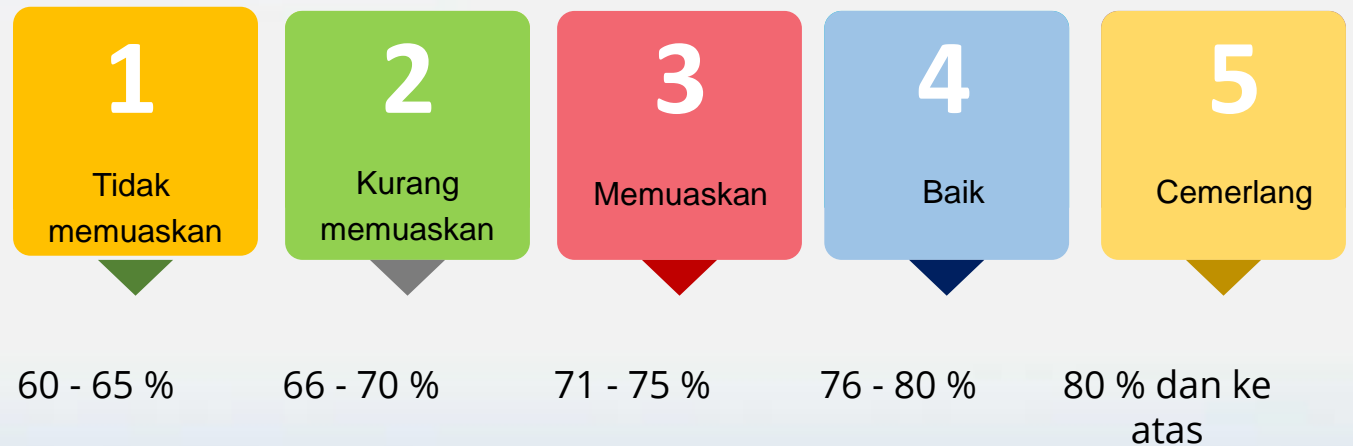 1
Tidak
memuaskan
2
Kurang
memuaskan
3
Memuaskan
4
Baik
5
Cemerlang
60 - 65 %
66 - 70 %
71 - 75 %
76 - 80 %
80 % dan ke
atas